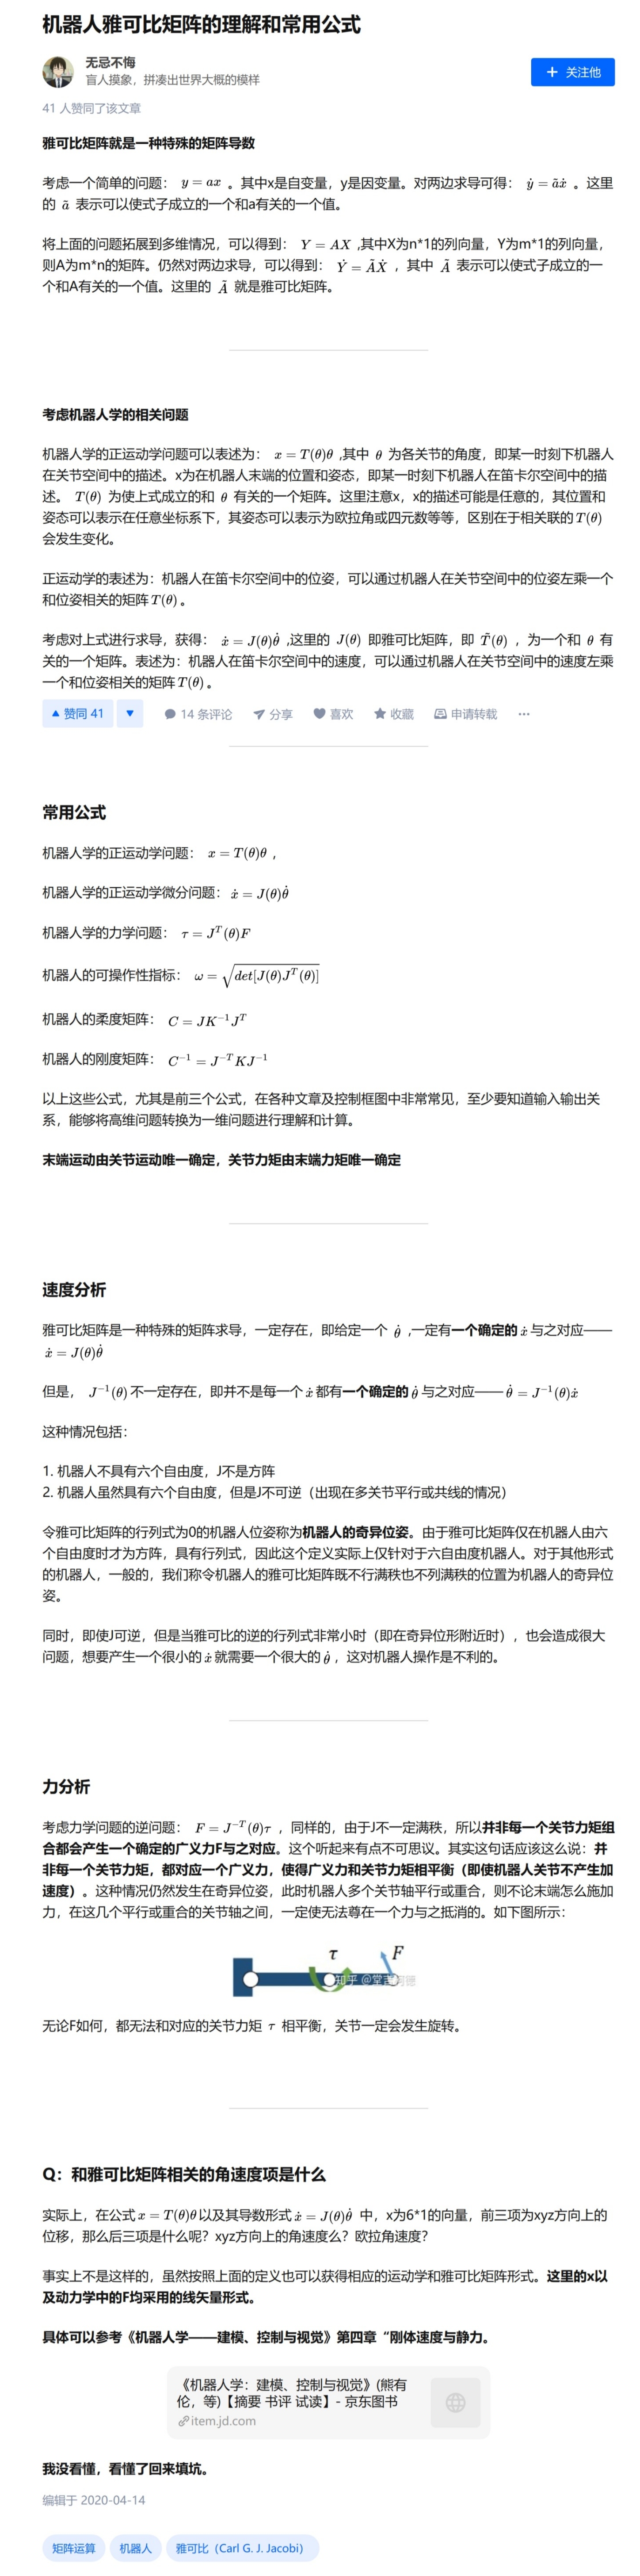 机器人雅可比矩阵的理解和常用公式
无忌不悔
盲人摸象，拼凑出世界大概的模样
+ 关注他
41 人赞同了该文章
雅可比矩阵就是一种特殊的矩阵导数
考虑一个简单的问题： y = ax 。其中x是自变量，y是因变量。对两边求导可得： ẏ = ãẋ 。这里
的 ã 表示可以使式子成立的一个和a有关的一个值。
将上面的问题拓展到多维情况，可以得到： Y = AX ,其中X为n*1的列向量，Y为m*1的列向量，
则A为m*n的矩阵。仍然对两边求导，可以得到： Ẏ = ÃẊ ，其中 Ã 表示可以使式子成立的一
个和A有关的一个值。这里的 Ã 就是雅可比矩阵。
考虑机器人学的相关问题
机器人学的正运动学问题可以表述为： x = T(θ)θ ,其中 θ 为各关节的角度，即某一时刻下机器人
在关节空间中的描述。x为在机器人末端的位置和姿态，即某一时刻下机器人在笛卡尔空间中的描
述。 T(θ) 为使上式成立的和 θ 有关的一个矩阵。这里注意x，x的描述可能是任意的，其位置和
姿态可以表示在任意坐标系下，其姿态可以表示为欧拉角或四元数等等，区别在于相关联的 T(θ)
会发生变化。
正运动学的表述为：机器人在笛卡尔空间中的位姿，可以通过机器人在关节空间中的位姿左乘一个
和位姿相关的矩阵 T(θ) 。
考虑对上式进行求导，获得： ẋ = J(θ)θ̇ ,这里的 J(θ) 即雅可比矩阵，即 T̃(θ) ，为一个和 θ 有
关的一个矩阵。表述为：机器人在笛卡尔空间中的速度，可以通过机器人在关节空间中的速度左乘
一个和位姿相关的矩阵 T(θ) 。
▲ 赞同 41 ▼ 14 条评论 分享 喜欢 收藏 申请转载 ···
常用公式
机器人学的正运动学问题： x = T(θ)θ ，
机器人学的正运动学微分问题： ẋ = J(θ)θ̇
机器人学的力学问题： τ = J^T(θ)F
机器人的可操作性指标： ω = √det[J(θ)J^T(θ)]
机器人的柔度矩阵： C = JK^−1J^T
机器人的刚度矩阵： C^−1 = J^−TKJ^−1
以上这些公式，尤其是前三个公式，在各种文章及控制框图中非常常见，至少要知道输入输出关
系，能够将高维问题转换为一维问题进行理解和计算。
末端运动由关节运动唯一确定，关节力矩由末端力矩唯一确定
速度分析
雅可比矩阵是一种特殊的矩阵求导，一定存在，即给定一个 θ̇ ,一定有一个确定的 ẋ 与之对应——
ẋ = J(θ)θ̇
但是， J^−1(θ) 不一定存在，即并不是每一个 ẋ 都有一个确定的 θ̇ 与之对应—— θ̇ = J^−1(θ)ẋ
这种情况包括：
1. 机器人不具有六个自由度，J不是方阵
2. 机器人虽然具有六个自由度，但是J不可逆（出现在多关节平行或共线的情况）
令雅可比矩阵的行列式为0的机器人位姿称为机器人的奇异位姿。由于雅可比矩阵仅在机器人由六
个自由度时才为方阵，具有行列式，因此这个定义实际上仅针对于六自由度机器人。对于其他形式
的机器人，一般的，我们称令机器人的雅可比矩阵既不行满秩也不列满秩的位置为机器人的奇异位
姿。
同时，即使J可逆，但是当雅可比的逆的行列式非常小时（即在奇异位形附近时），也会造成很大
问题，想要产生一个很小的 ẋ 就需要一个很大的 θ̇ ，这对机器人操作是不利的。
力分析
考虑力学问题的逆问题： F = J^−T(θ)τ ，同样的，由于J不一定满秩，所以并非每一个关节力矩组
合都会产生一个确定的广义力F与之对应。这个听起来有点不可思议。其实这句话应该这么说：并
非每一个关节力矩，都对应一个广义力，使得广义力和关节力矩相平衡（即使机器人关节不产生加
速度）。这种情况仍然发生在奇异位姿，此时机器人多个关节轴平行或重合，则不论末端怎么施加
力，在这几个平行或重合的关节轴之间，一定使无法尊在一个力与之抵消的。如下图所示：
τ F
知乎 @堂吉诃德
无论F如何，都无法和对应的关节力矩 τ 相平衡，关节一定会发生旋转。
Q：和雅可比矩阵相关的角速度项是什么
实际上，在公式 x = T(θ)θ 以及其导数形式 ẋ = J(θ)θ̇ 中，x为6*1的向量，前三项为xyz方向上的
位移，那么后三项是什么呢？xyz方向上的角速度么？欧拉角速度？
事实上不是这样的，虽然按照上面的定义也可以获得相应的运动学和雅可比矩阵形式。这里的x以
及动力学中的F均采用的线矢量形式。
具体可以参考《机器人学——建模、控制与视觉》第四章“刚体速度与静力。
《机器人学：建模、控制与视觉》(熊有
伦，等)【摘要 书评 试读】- 京东图书
item.jd.com
我没看懂，看懂了回来填坑。
编辑于 2020-04-14
矩阵运算 机器人 雅可比（Carl G. J. Jacobi）